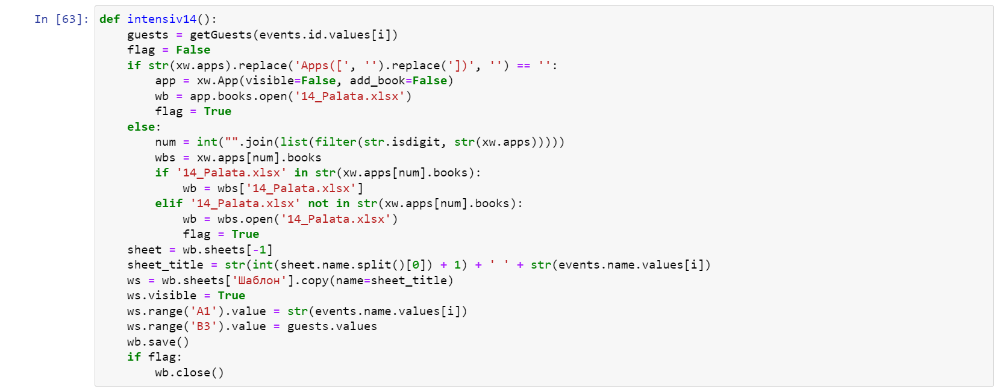 In [63]: def intensiv14():
    guests = getGuests(events.id.values[i])
    flag = False
    if str(xw.apps).replace('Apps([', '').replace('])', '') == '':
        app = xw.App(visible=False, add_book=False)
        wb = app.books.open('14_Palata.xlsx')
        flag = True
    else:
        num = int("".join(list(filter(str.isdigit, str(xw.apps)))))
        wbs = xw.apps[num].books
        if '14_Palata.xlsx' in str(xw.apps[num].books):
            wb = wbs['14_Palata.xlsx']
        elif '14_Palata.xlsx' not in str(xw.apps[num].books):
            wb = wbs.open('14_Palata.xlsx')
            flag = True
    sheet = wb.sheets[-1]
    sheet_title = str(int(sheet.name.split()[0]) + 1) + ' ' + str(events.name.values[i])
    ws = wb.sheets['Шаблон'].copy(name=sheet_title)
    ws.visible = True
    ws.range('A1').value = str(events.name.values[i])
    ws.range('B3').value = guests.values
    wb.save()
    if flag:
        wb.close()